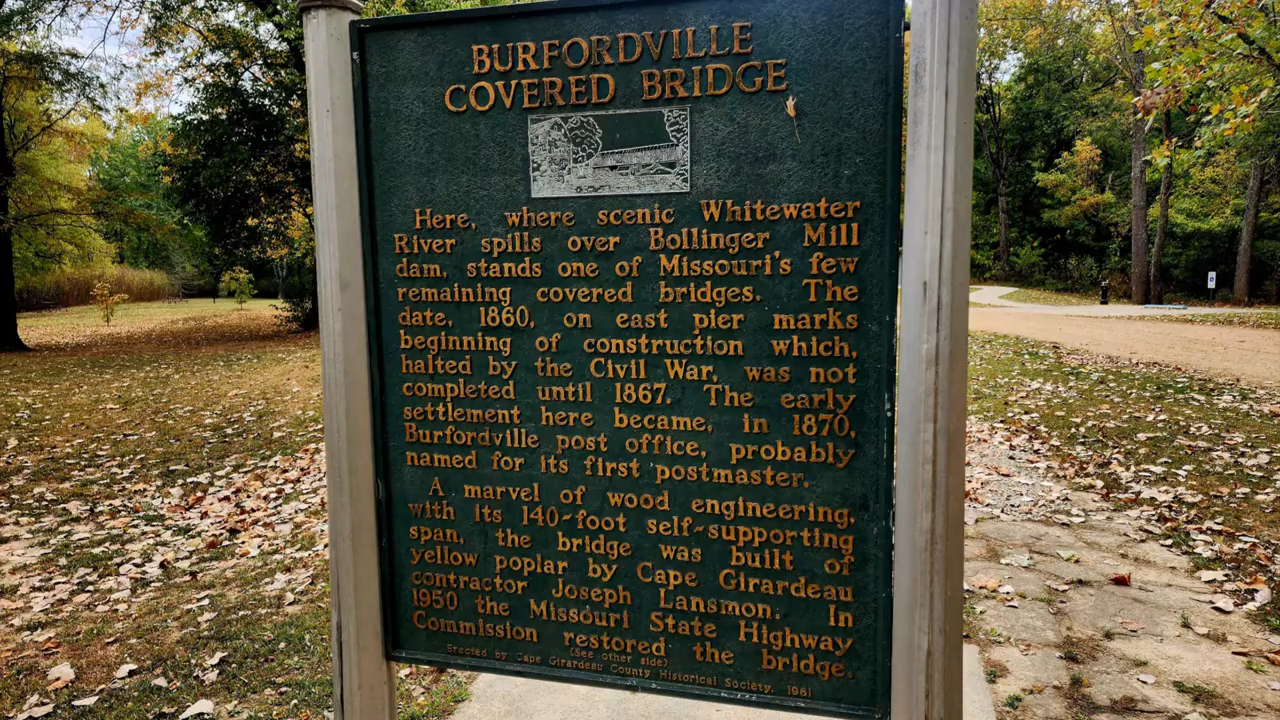 BURFORDVILLE
COVERED BRIDGE
Here, where scenic Whitewater
River spills over Bollinger Mill
dam, stands one of Missouri's few
remaining covered bridges. The
date, 1860, on east pier marks
beginning of construction which,
halted by the Civil War, was not
completed until 1867. The early
settlement here became, in 1870,
Burfordville post office, probably
named for its first postmaster.
A marvel of wood engineering,
with its 140-foot self-supporting
span, the bridge was built of
yellow poplar by Cape Girardeau
contractor Joseph Lansmon. In
1950 the Missouri State Highway
Commission restored the bridge.
(See other side)
Erected by Cape Girardeau County Historical Society, 1961